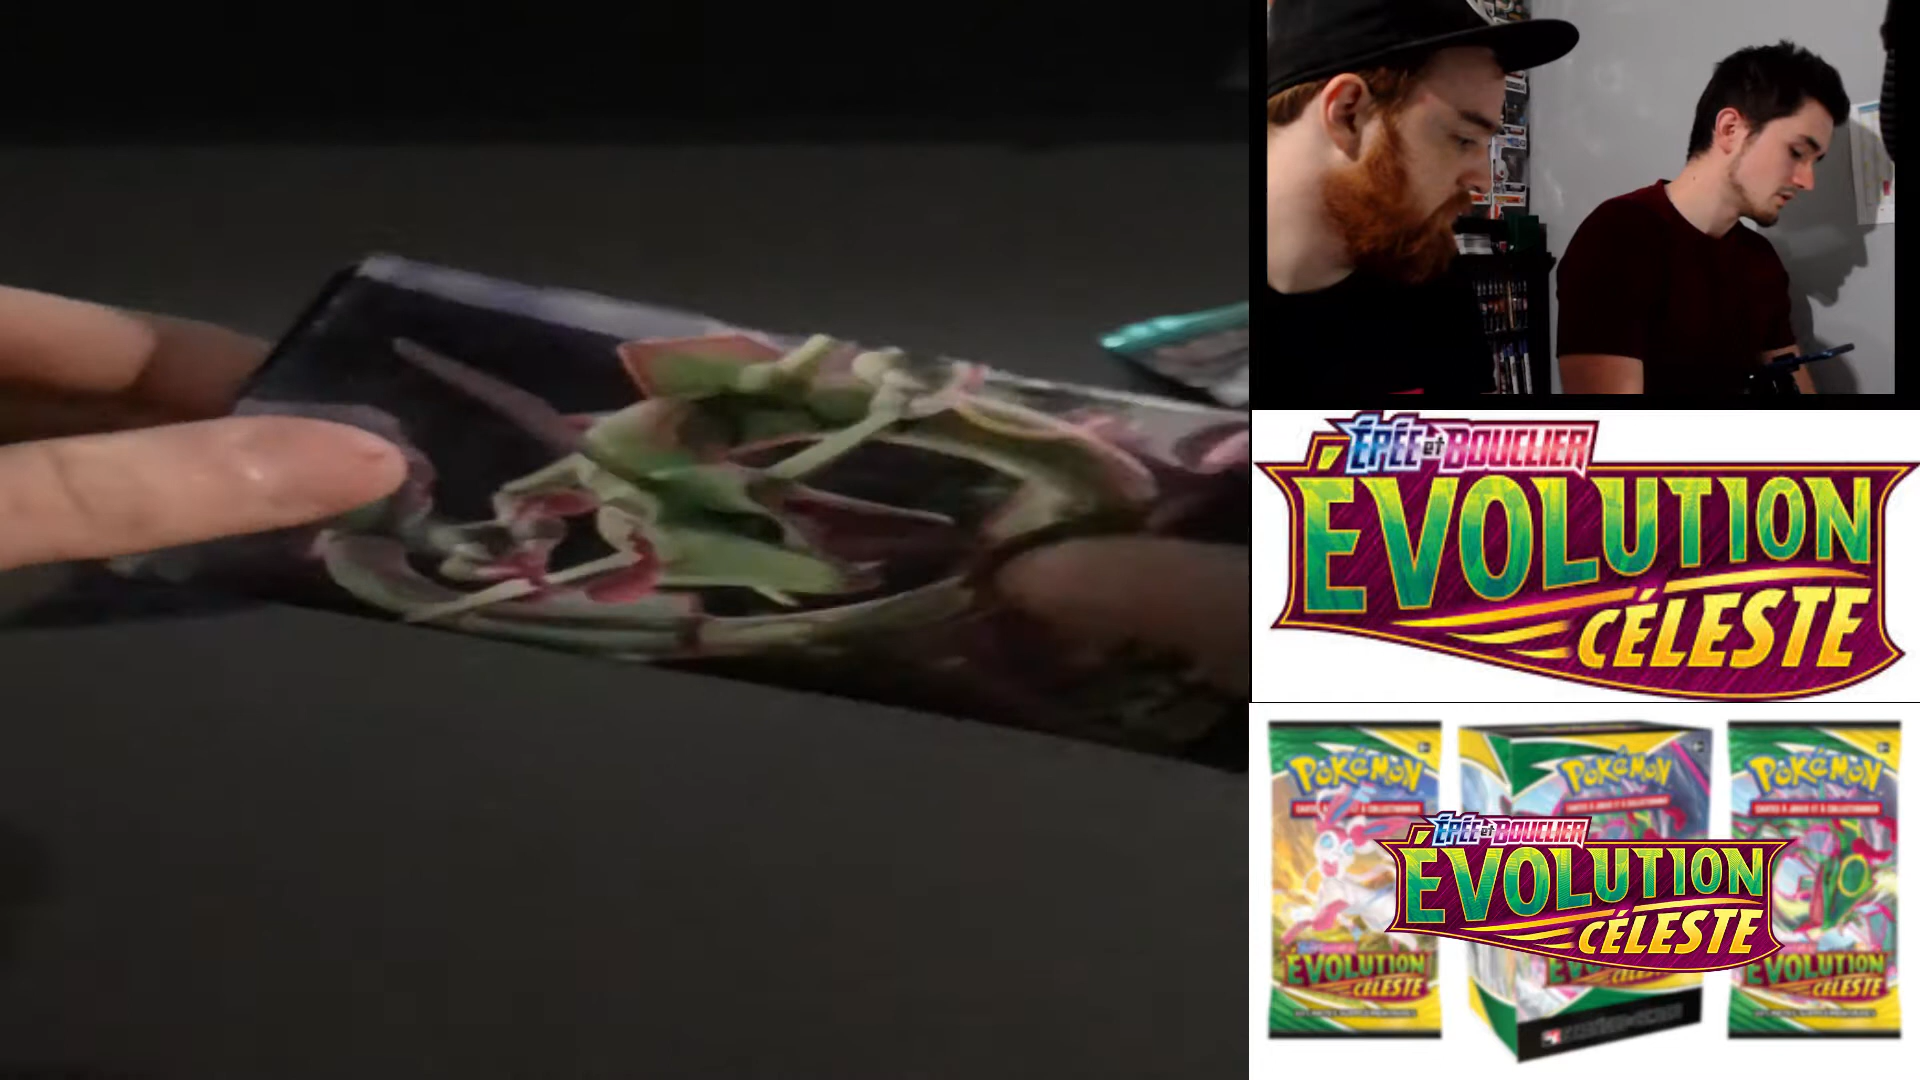 ÉPÉE et BOUCLIER
ÉVOLUTION
CÉLESTE
POKÉMON
POKÉMON
POKÉMON
ÉPÉE et BOUCLIER
ÉVOLUTION
CÉLESTE
ÉVOLUTION
CÉLESTE
ÉVOLUTION
CÉLESTE